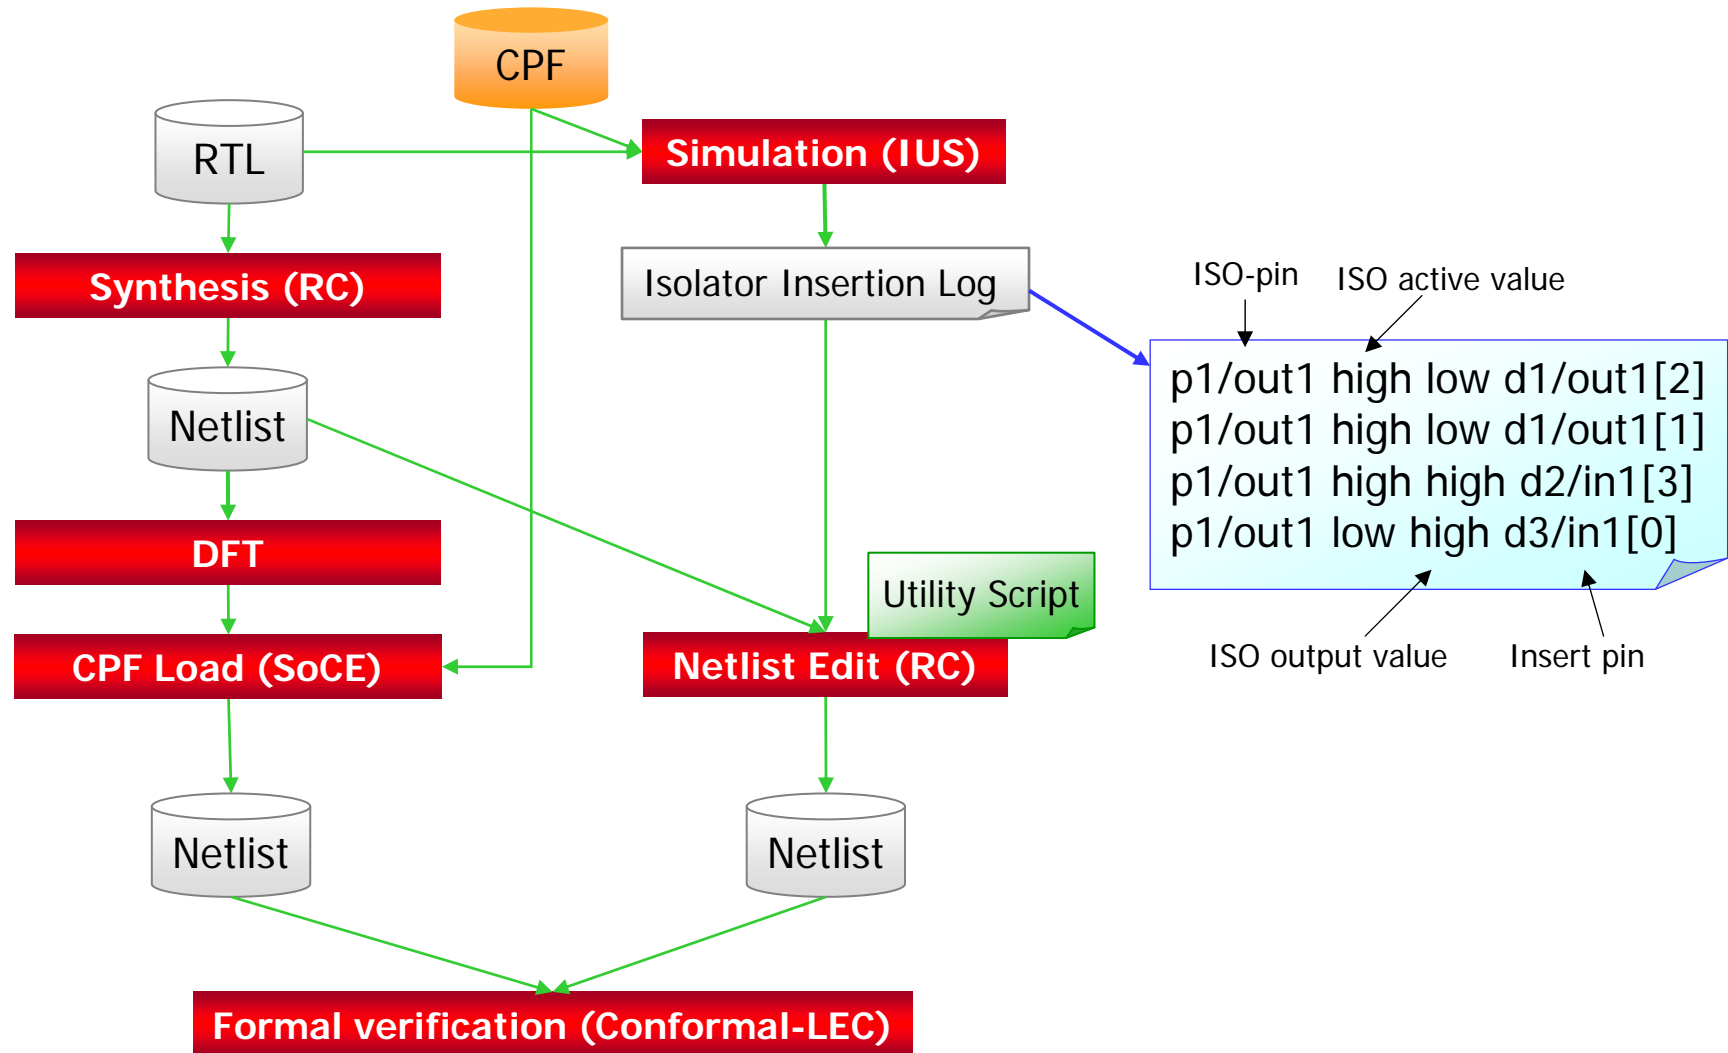 CPF
RTL
Simulation (IUS)
Synthesis (RC)
Isolator Insertion Log
ISO-pin
ISO active value
p1/out1 high low d1/out1[2]
p1/out1 high low d1/out1[1]
p1/out1 high high d2/in1[3]
p1/out1 low high d3/in1[0]
ISO output value
Insert pin
Netlist
DFT
Utility Script
CPF Load (SoCE)
Netlist Edit (RC)
Netlist
Netlist
Formal verification (Conformal-LEC)